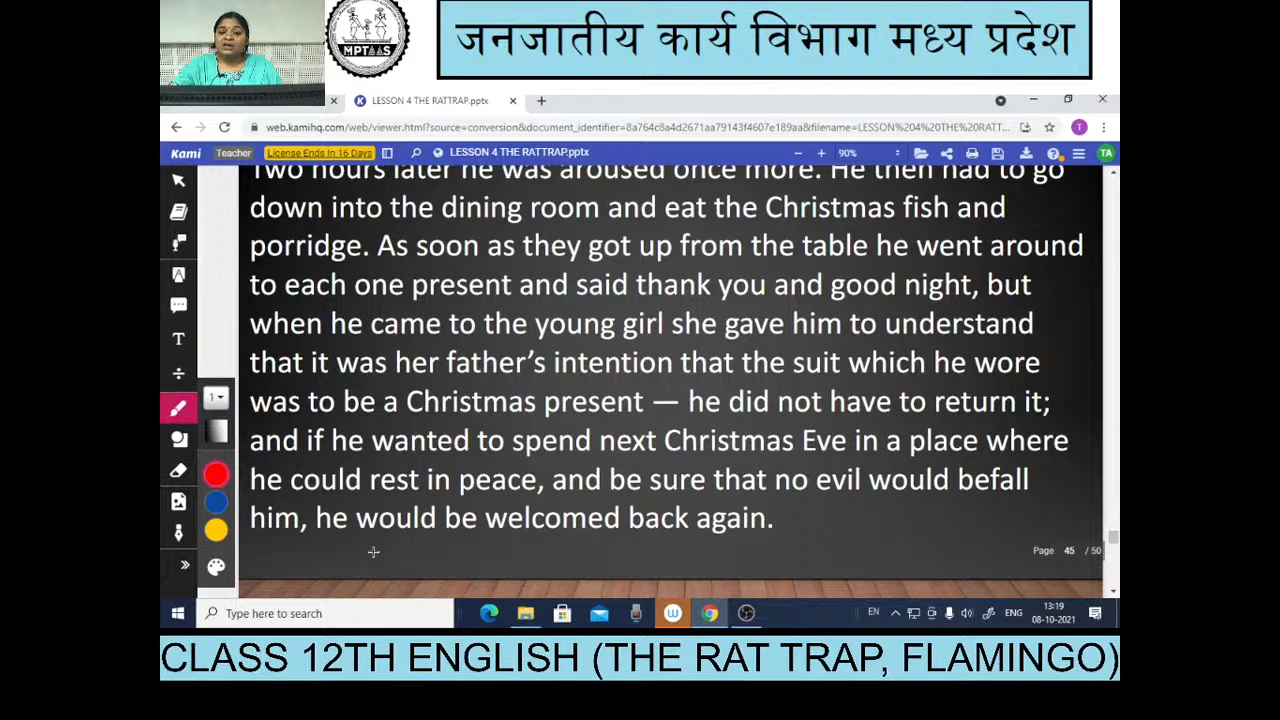 MPTAAS
जनजातीय कार्य विभाग मध्य प्रदेश
LESSON 4 THE RATTRAP.pptx
web.kamihq.com/web/viewer.html?source=conversion&document_identifier=8a764c8a4d2671aa79143f4607e189aa&filename=LESSON%204%20THE%20RATT...
Kami Teacher License Ends In 16 Days LESSON 4 THE RATTRAP.pptx 90% TA
Two hours later he was aroused once more. He then had to go
down into the dining room and eat the Christmas fish and
porridge. As soon as they got up from the table he went around
to each one present and said thank you and good night, but
when he came to the young girl she gave him to understand
that it was her father's intention that the suit which he wore
was to be a Christmas present — he did not have to return it;
and if he wanted to spend next Christmas Eve in a place where
he could rest in peace, and be sure that no evil would befall
him, he would be welcomed back again.
Page 45 / 50
Type here to search EN ENG 13:19
08-10-2021
CLASS 12TH ENGLISH (THE RAT TRAP, FLAMINGO)